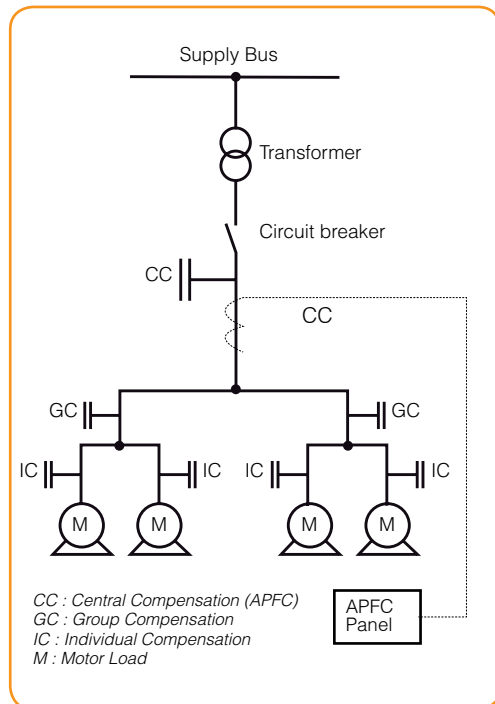 Supply Bus
Transformer
Circuit breaker
CC
CC
GC
GC
IC
IC
IC
IC
M
M
M
M
CC : Central Compensation (APFC)
GC : Group Compensation
IC : Individual Compensation
M : Motor Load
APFC
Panel